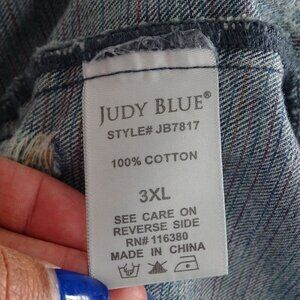 JUDY BLUE®
STYLE# JB7817
100% COTTON
3XL
SEE CARE ON
REVERSE SIDE
RN# 116380
MADE IN CHINA